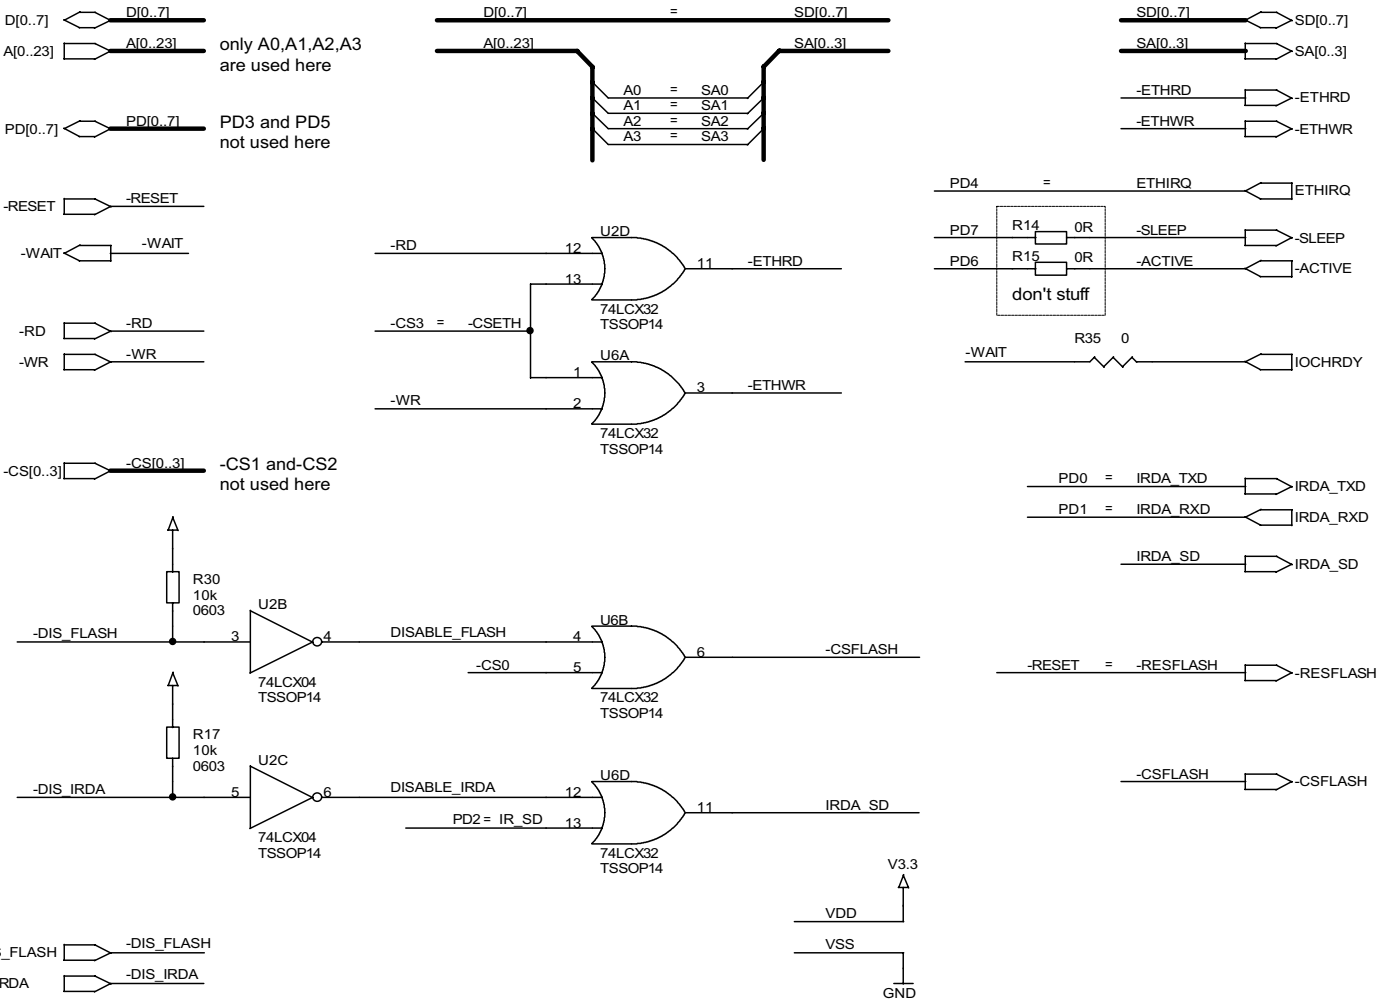 D[0..7] D[0..7]
A[0..23] A[0..23]
only A0,A1,A2,A3
are used here
PD[0..7] PD[0..7]
PD3 and PD5
not used here
-RESET -RESET
-WAIT -WAIT
-RD -RD
-WR -WR
-CS[0..3] -CS[0..3]
-CS1 and-CS2
not used here
D[0..7] = SD[0..7]
A[0..23] SA[0..3]
A0 = SA0
A1 = SA1
A2 = SA2
A3 = SA3
SD[0..7] SD[0..7]
SA[0..3] SA[0..3]
-ETHRD -ETHRD
-ETHWR -ETHWR
PD4 = ETHIRQ ETHIRQ
PD7 R14 0R -SLEEP -SLEEP
PD6 R15 0R -ACTIVE -ACTIVE
don't stuff
R35 0
-WAIT IOCHRDY
U2D
-RD 12
13
11 -ETHRD
74LCX32
TSSOP14
-CS3 = -CSETH
U6A
1
-WR 2
3 -ETHWR
74LCX32
TSSOP14
PD0 = IRDA_TXD IRDA_TXD
PD1 = IRDA_RXD IRDA_RXD
IRDA_SD IRDA_SD
-RESET = -RESFLASH -RESFLASH
-CSFLASH -CSFLASH
R30
10k
0603
-DIS_FLASH 3
U2B
4 DISABLE_FLASH 4
74LCX04
TSSOP14
-CS0 5
U6B
6 -CSFLASH
74LCX32
TSSOP14
R17
10k
0603
-DIS_IRDA 5
U2C
6 DISABLE_IRDA 12
74LCX04
TSSOP14
PD2 = IR_SD 13
U6D
11 IRDA_SD
74LCX32
TSSOP14
V3.3
VDD
VSS
GND
S_FLASH -DIS_FLASH
RDA -DIS_IRDA